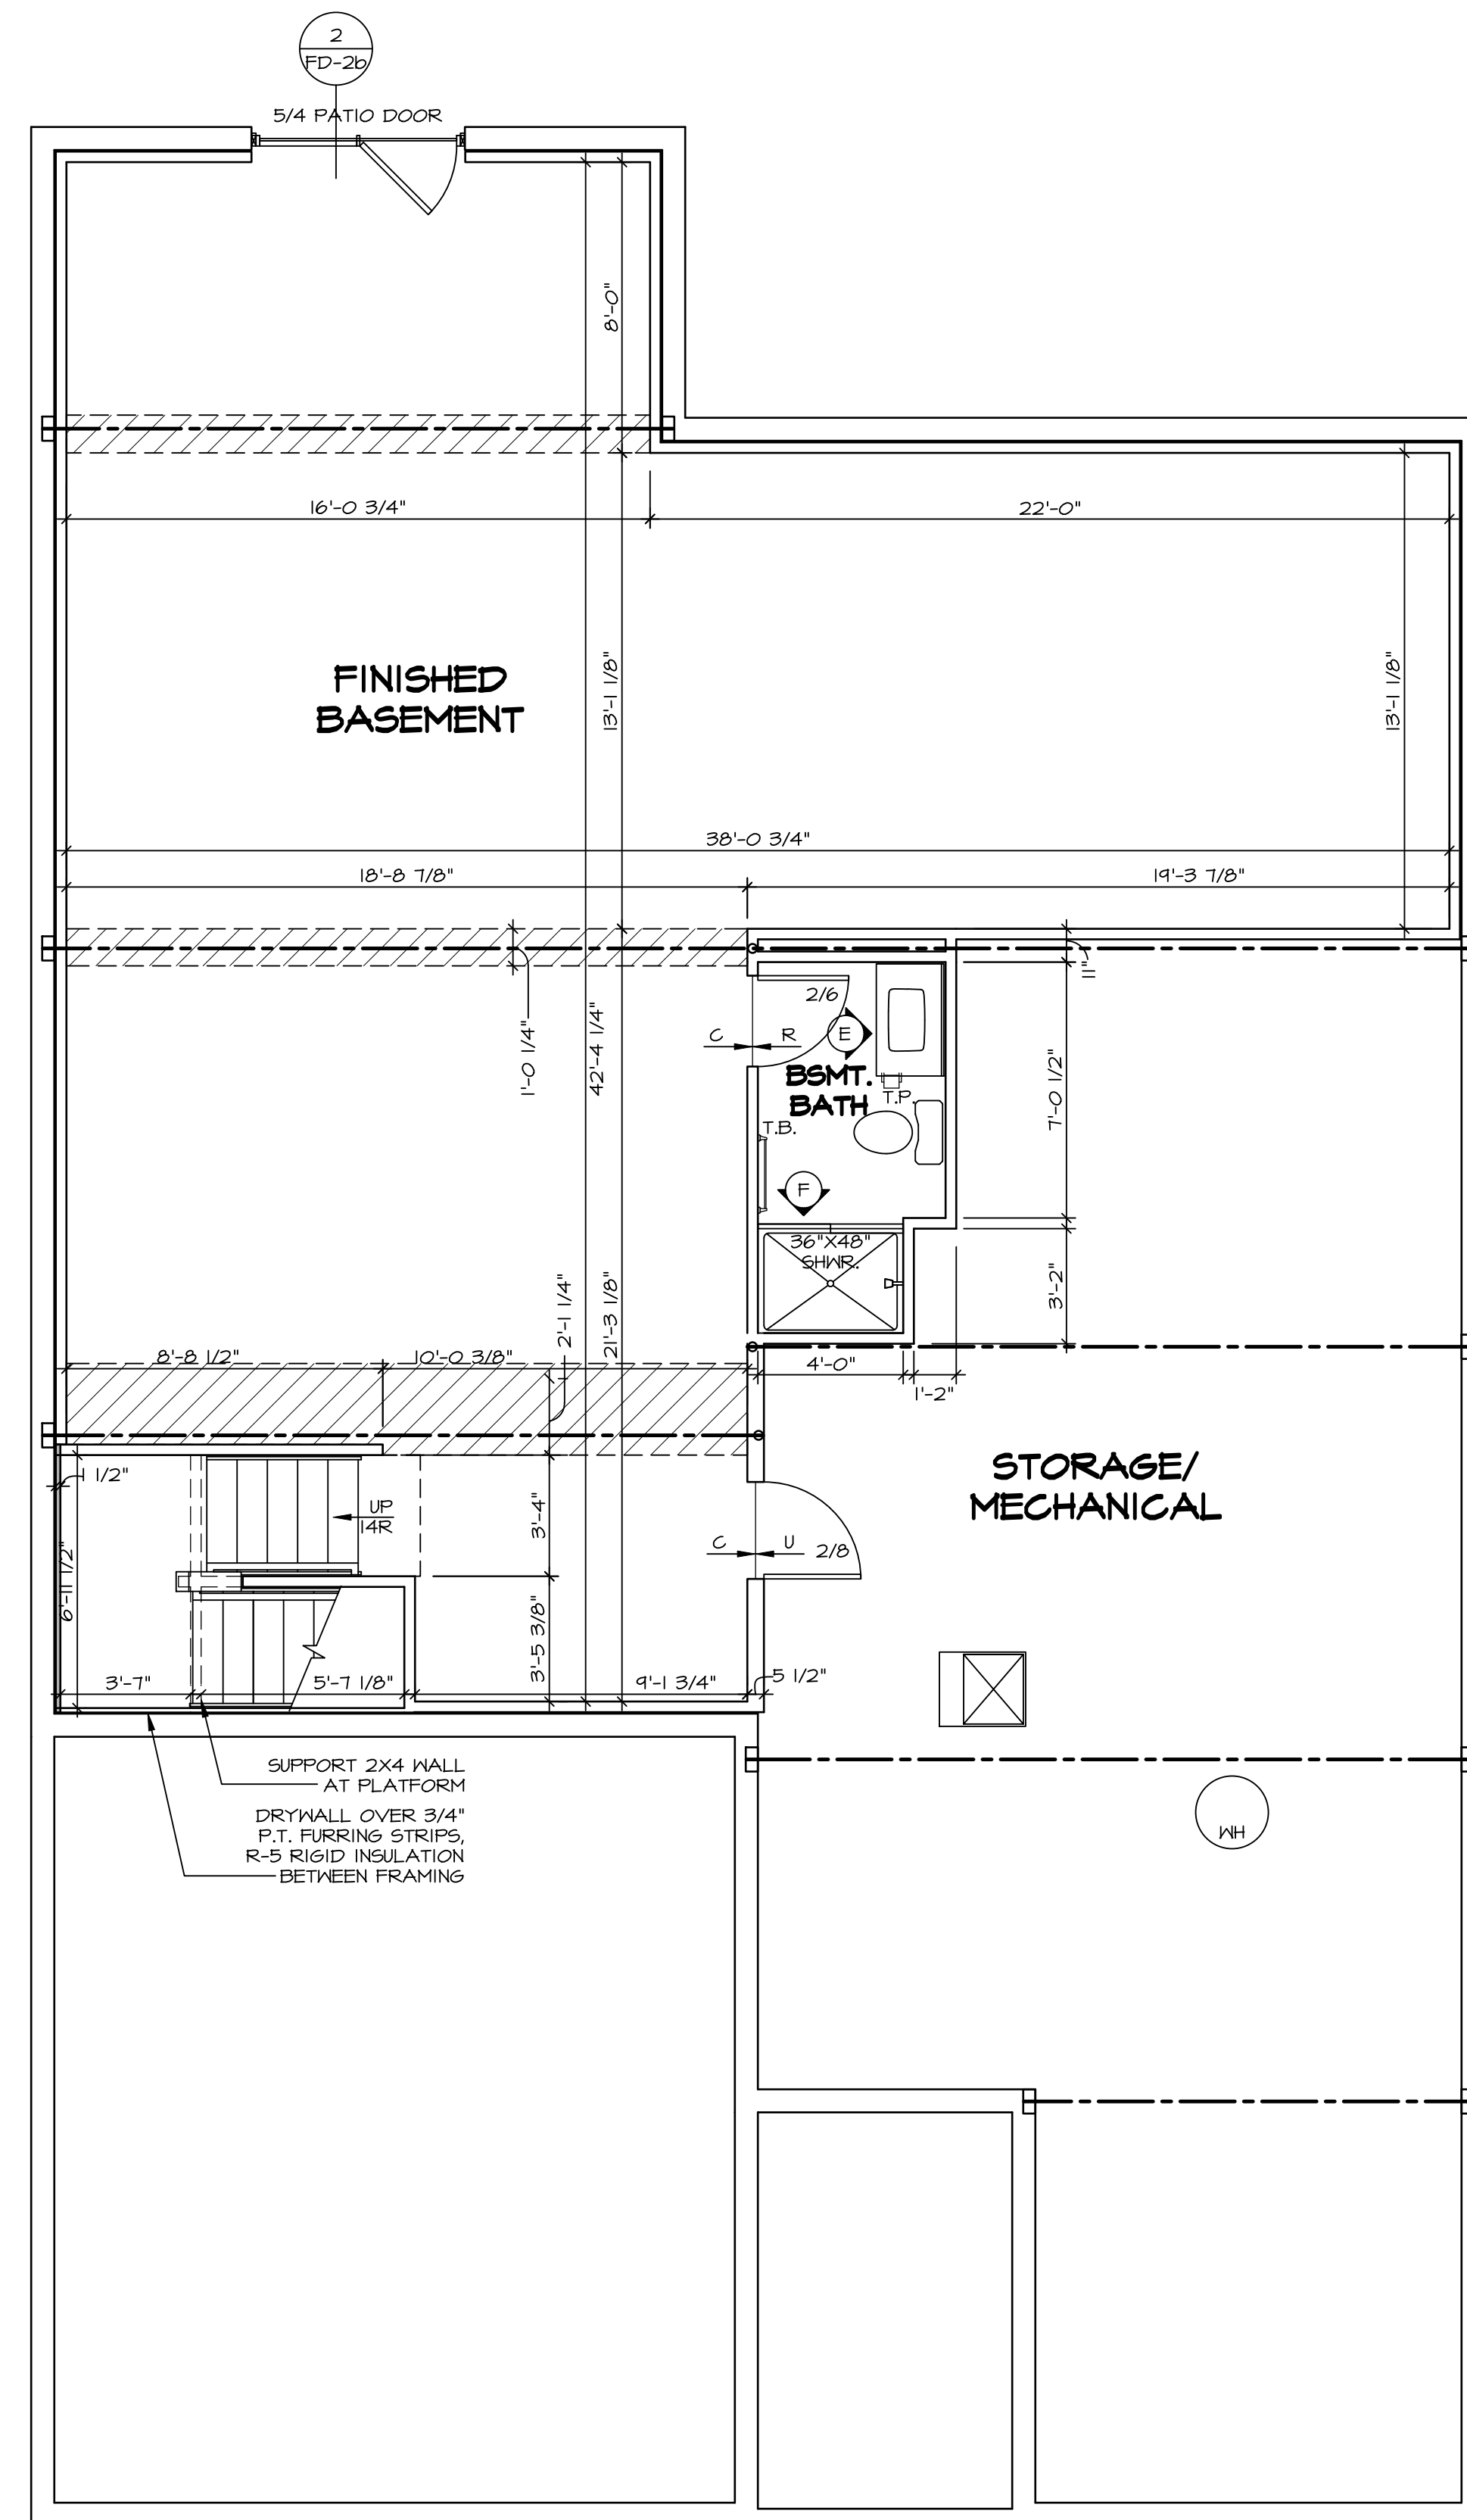 2
FD-2b
5/4 PATIO DOOR
8'-0"
16'-0 3/4"
22'-0"
FINISHED
BASEMENT
13'-1 1/8"
13'-1 1/8"
38'-0 3/4"
18'-8 7/8"
19'-3 7/8"
11"
2/6
C
R
E
1'-0 1/4"
42'-4 1/4"
BSMT.
BATH
T.P.
7'-0 1/2"
T.B.
F
36"X48"
SHWR.
3'-2"
2'-1 1/4"
21'-3 1/8"
8'-8 1/2"
10'-0 3/8"
4'-0"
1'-2"
STORAGE/
MECHANICAL
1 1/2"
UP
14R
3'-4"
C
U
2/8
6'-11 1/2"
3'-5 3/8"
3'-7"
5'-7 1/8"
9'-1 3/4"
5 1/2"
SUPPORT 2X4 WALL
AT PLATFORM
DRYWALL OVER 3/4"
P.T. FURRING STRIPS,
R-5 RIGID INSULATION
BETWEEN FRAMING
WH